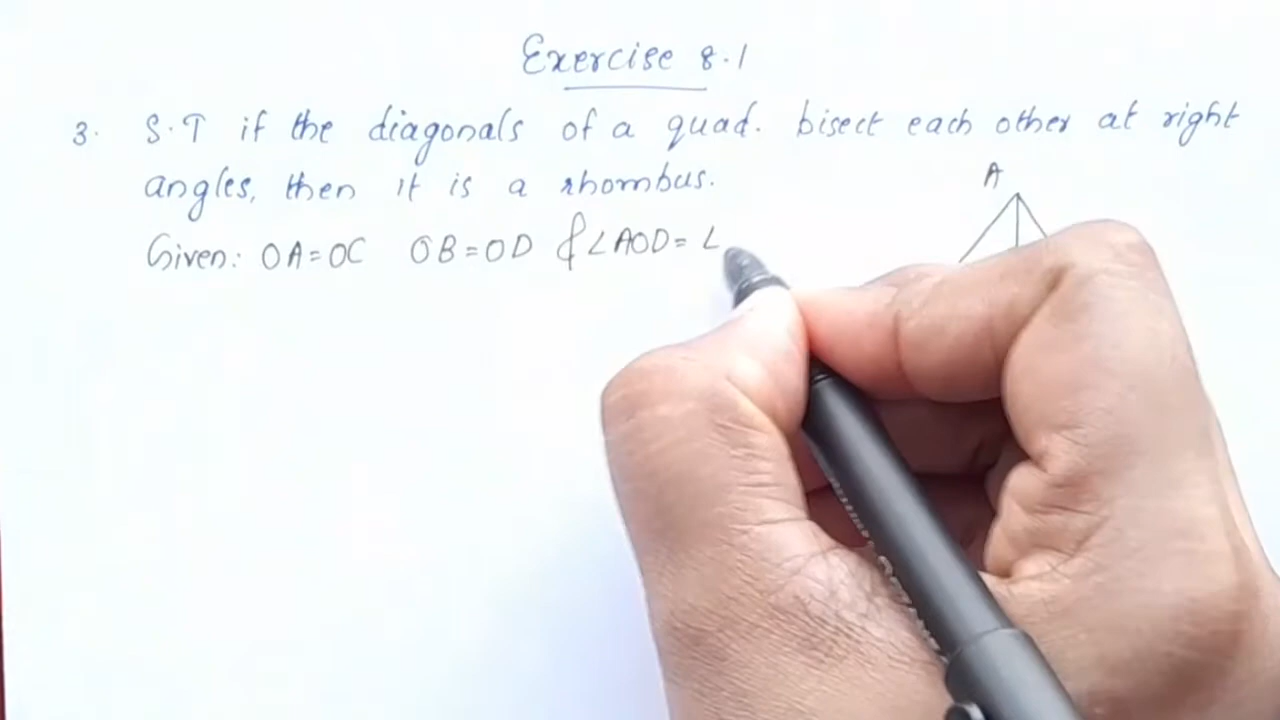 Exercise 8.1
3. S.T if the diagonals of a quad. bisect each other at right
angles, then it is a rhombus.
A
Given: OA=OC OB=OD & ∠AOD= ∠